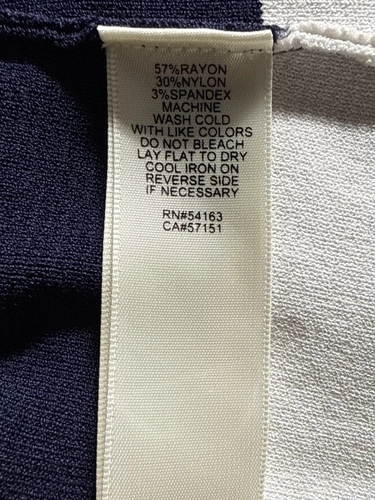 57%RAYON
30%NYLON
3%SPANDEX
MACHINE
WASH COLD
WITH LIKE COLORS
DO NOT BLEACH
LAY FLAT TO DRY
COOL IRON ON
REVERSE SIDE
IF NECESSARY
RN#54163
CA#57151